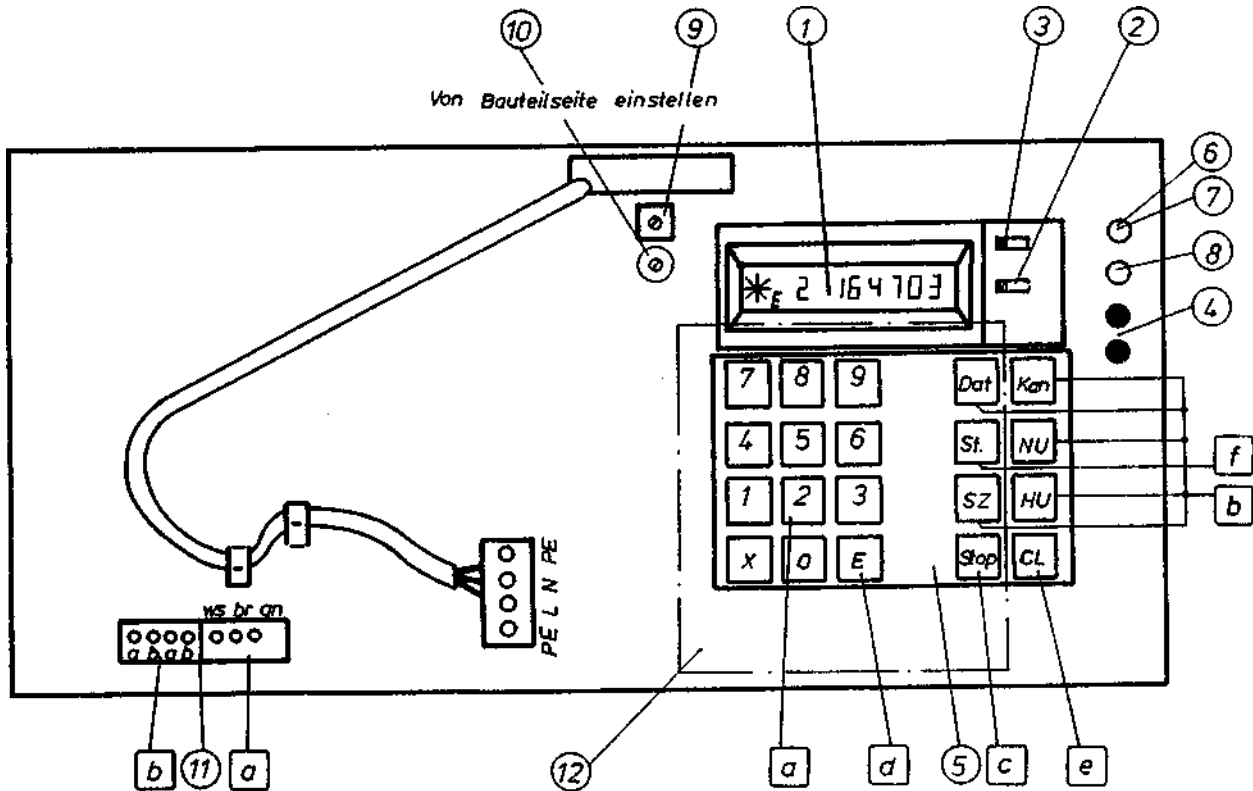 10 9 1 3 2
Von Bauteilseite einstellen
6
7
8
4
* E 2 164703
7 8 9 Dat Kan
4 5 6 St. NU
f
1 2 3 SZ HU
b
X 0 E Stop CL
PE L N PE
ws br gn
a b a b
b 11 a 12 a d 5 c e